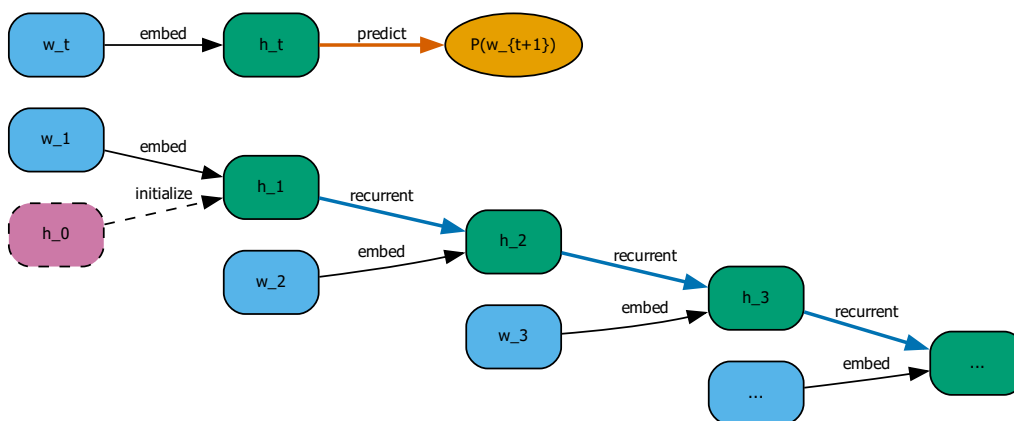 w_t
embed
h_t
predict
P(w_{t+1})
w_1
embed
h_0
initialize
h_1
recurrent
w_2
embed
h_2
recurrent
w_3
embed
h_3
recurrent
...
embed
...